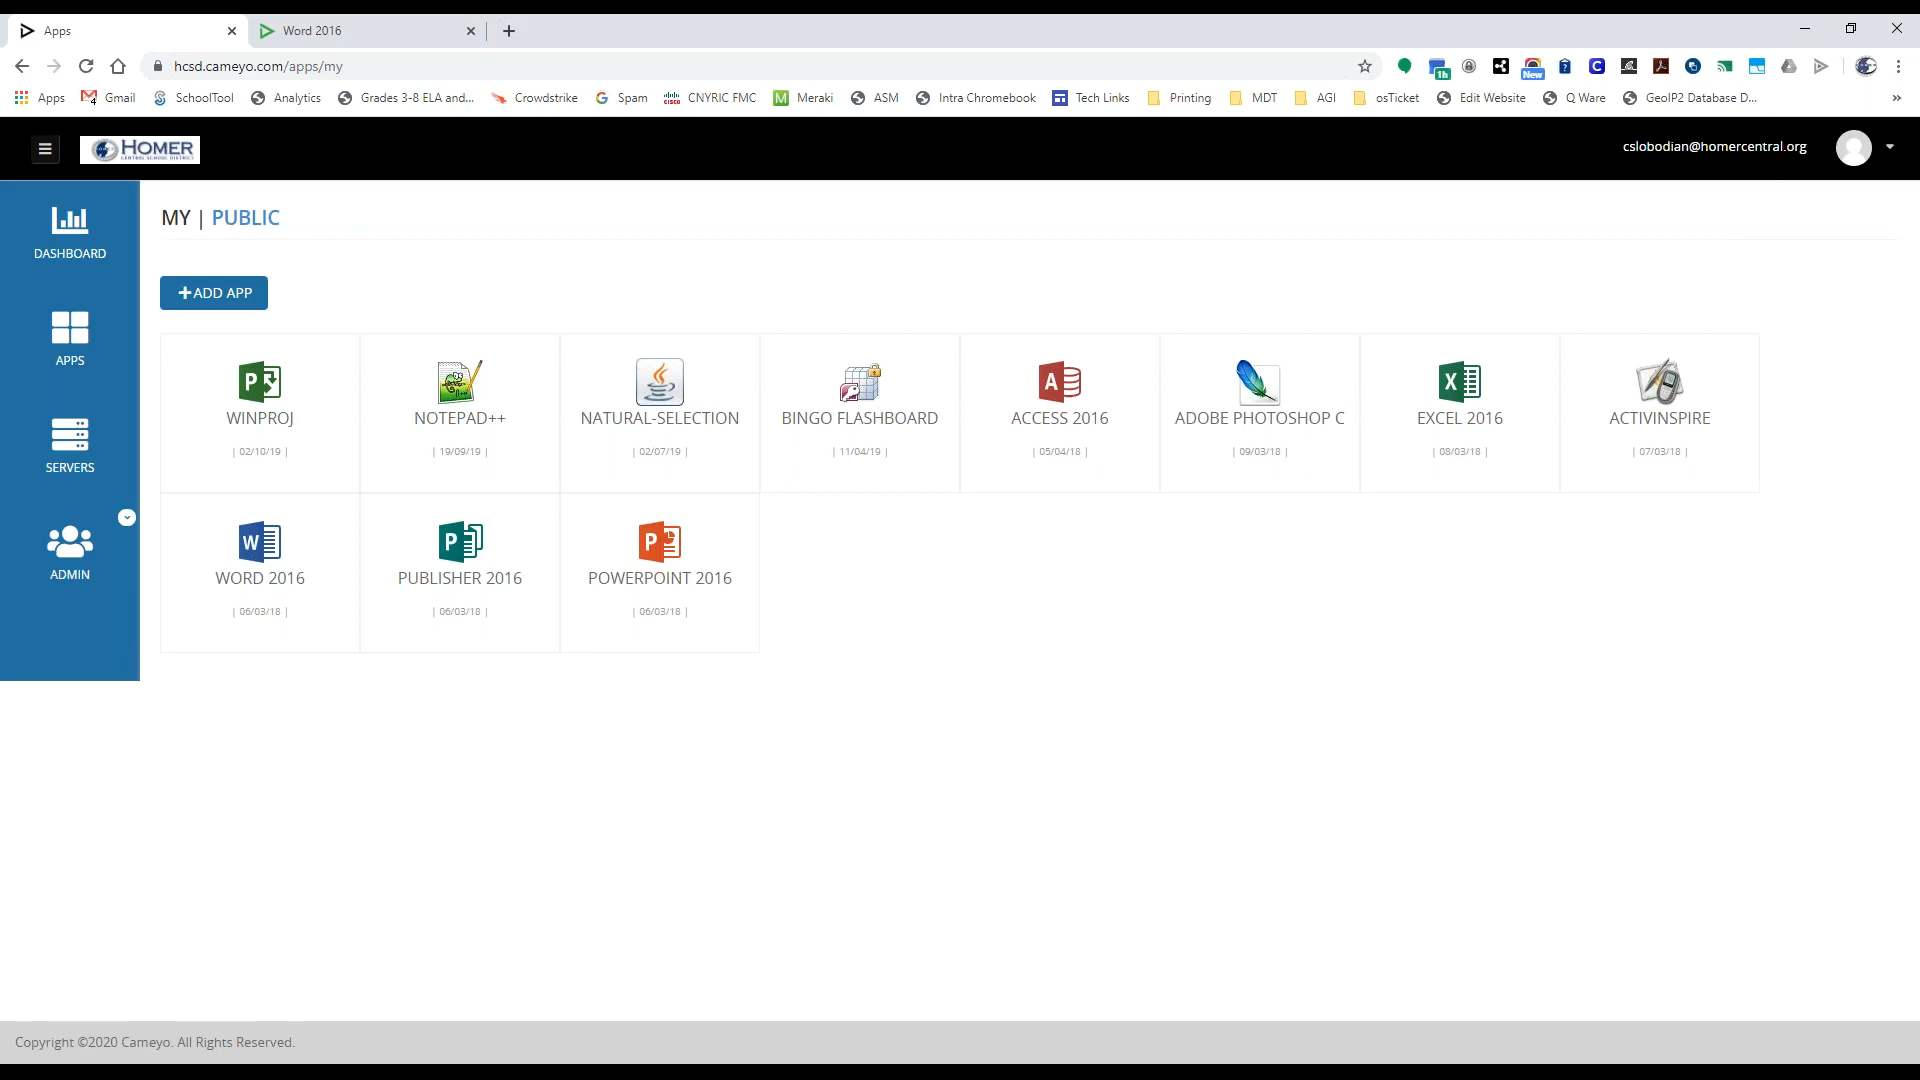 Apps
Word 2016
hcsd.cameyo.com/apps/my
1h
New
Apps Gmail SchoolTool Analytics Grades 3-8 ELA and... Crowdstrike Spam CNYRIC FMC Meraki ASM Intra Chromebook Tech Links Printing MDT AGI osTicket Edit Website Q Ware GeoIP2 Database D... »
HOMER
CENTRAL SCHOOL DISTRICT
cslobodian@homercentral.org
DASHBOARD
APPS
SERVERS
ADMIN
MY | PUBLIC
ADD APP
WINPROJ
| 02/10/19 |
NOTEPAD++
| 19/09/19 |
NATURAL-SELECTION
| 02/07/19 |
BINGO FLASHBOARD
| 11/04/19 |
ACCESS 2016
| 05/04/18 |
ADOBE PHOTOSHOP C
| 09/03/18 |
EXCEL 2016
| 08/03/18 |
ACTIVINSPIRE
| 07/03/18 |
WORD 2016
| 06/03/18 |
PUBLISHER 2016
| 06/03/18 |
POWERPOINT 2016
| 06/03/18 |
Copyright ©2020 Cameyo. All Rights Reserved.